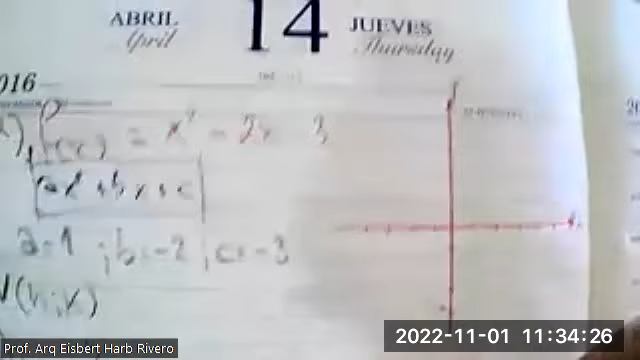 ABRIL 14 JUEVES
April Thursday
2016
f(x) = x² - 2x 3
ax² + bx + c
a=1 ; b=-2 ; c=-3
V(h;k)
Prof. Arq Eisbert Harb Rivero
2022-11-01 11:34:26